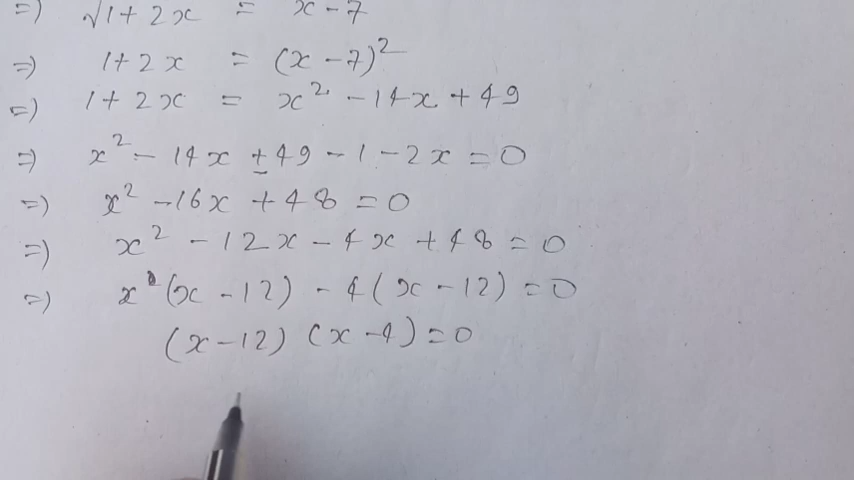 =) √1+2x = x-7
=) 1+2x = (x-7)²
=) 1+2x = x² -14x +49
=) x² - 14x + 49 - 1 - 2x = 0
=) x² -16x + 48 = 0
=) x² - 12x - 4x + 48 = 0
=) x (x -12) - 4(x -12) = 0
(x-12) (x-4) = 0